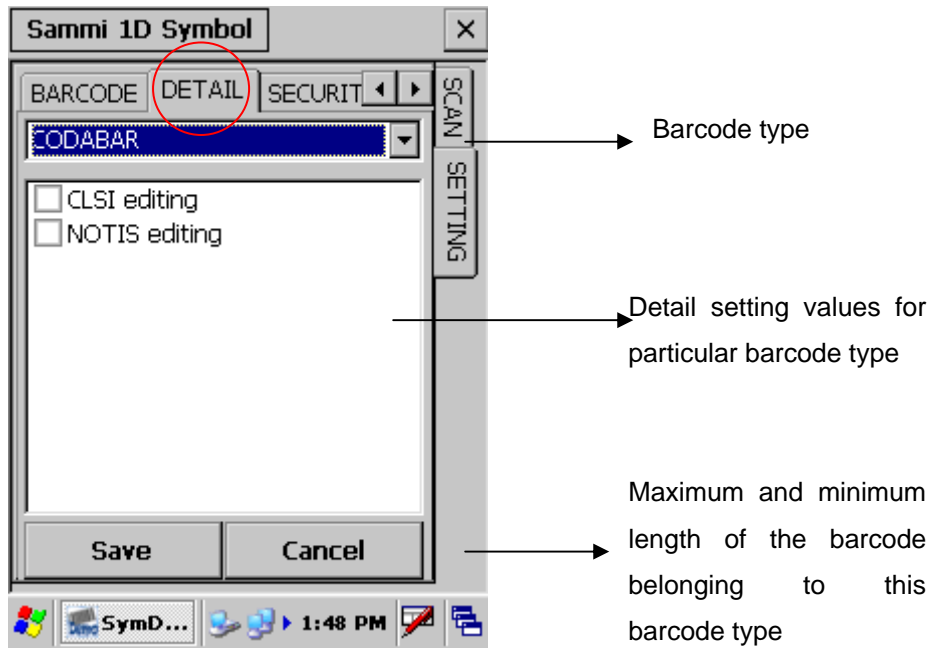 Sammi 1D Symbol
BARCODE
DETAIL
SECURIT
CODABAR
CLSI editing
NOTIS editing
SCAN
SETTING
Save
Cancel
Demo
SymD...
1:48 PM
Barcode type
Detail setting values for
particular barcode type
Maximum and minimum
length of the barcode
belonging to this
barcode type